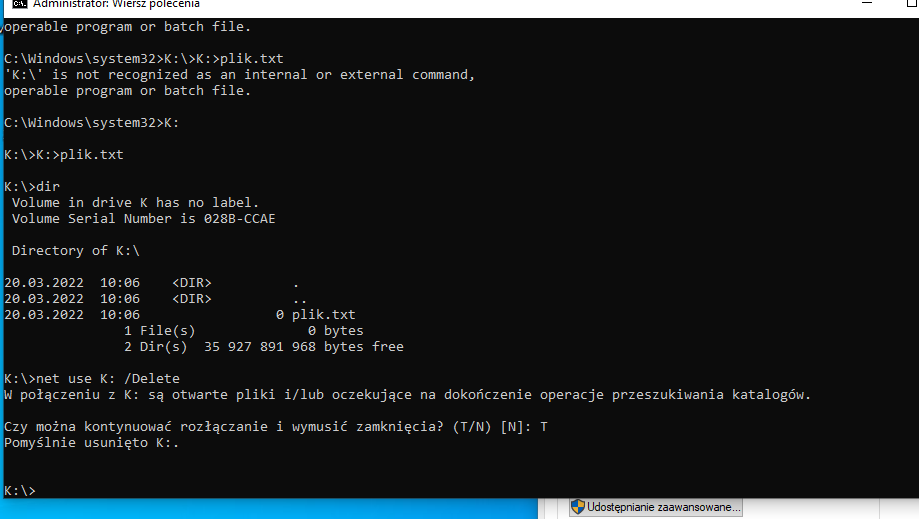 Administrator: Wiersz polecenia
operable program or batch file.
C:\Windows\system32>K:\>K:>plik.txt
'K:\' is not recognized as an internal or external command,
operable program or batch file.
C:\Windows\system32>K:
K:\>K:>plik.txt
K:\>dir
Volume in drive K has no label.
Volume Serial Number is 028B-CCAE
Directory of K:\
20.03.2022  10:06    <DIR>          .
20.03.2022  10:06    <DIR>          ..
20.03.2022  10:06                 0 plik.txt
1 File(s)              0 bytes
2 Dir(s)  35 927 891 968 bytes free
K:\>net use K: /Delete
W połączeniu z K: są otwarte pliki i/lub oczekujące na dokończenie operacje przeszukiwania katalogów.
Czy można kontynuować rozłączanie i wymusić zamknięcia? (T/N) [N]: T
Pomyślnie usunięto K:.
K:\>
Udostępnianie zaawansowane...